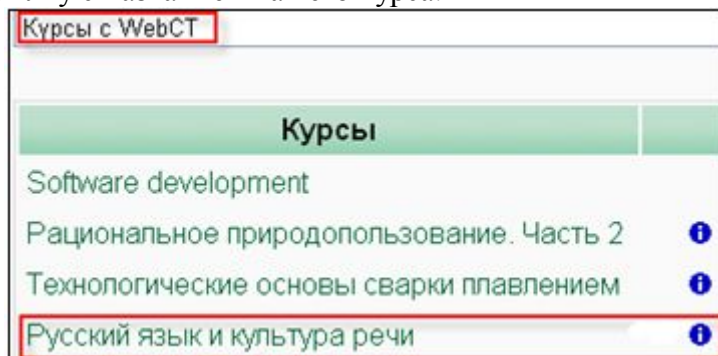 Курсы с WebCT
Курсы
Software development
Рациональное природопользование. Часть 2
Технологические основы сварки плавлением
Русский язык и культура речи